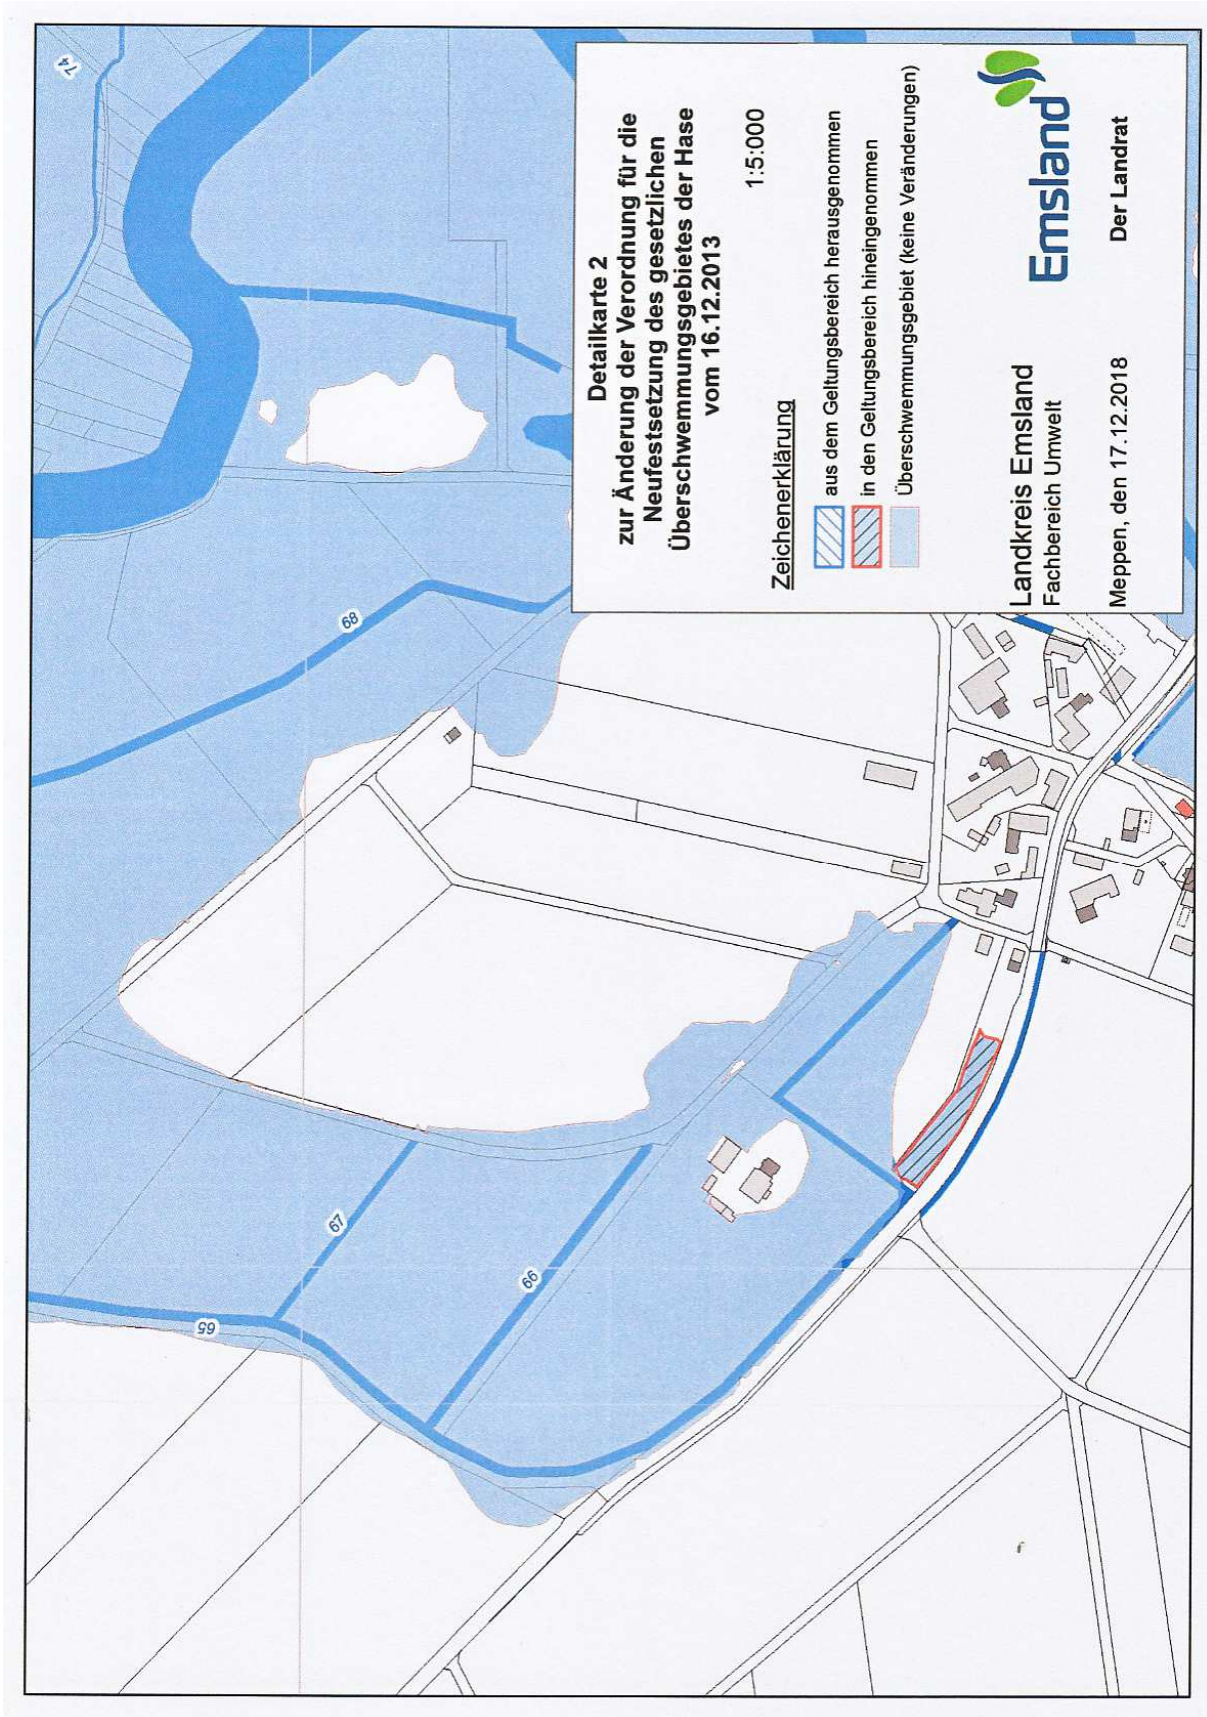 Detailkarte 2
zur Änderung der Verordnung für die
Neufestsetzung des gesetzlichen
Überschwemmungsgebietes der Hase
vom 16.12.2013
1:5:000
Zeichenerklärung
aus dem Geltungsbereich herausgenommen
in den Geltungsbereich hineingenommen
Überschwemmungsgebiet (keine Veränderungen)
Landkreis Emsland
Fachbereich Umwelt
Emsland
Meppen, den 17.12.2018
Der Landrat
65
67
66
68
74